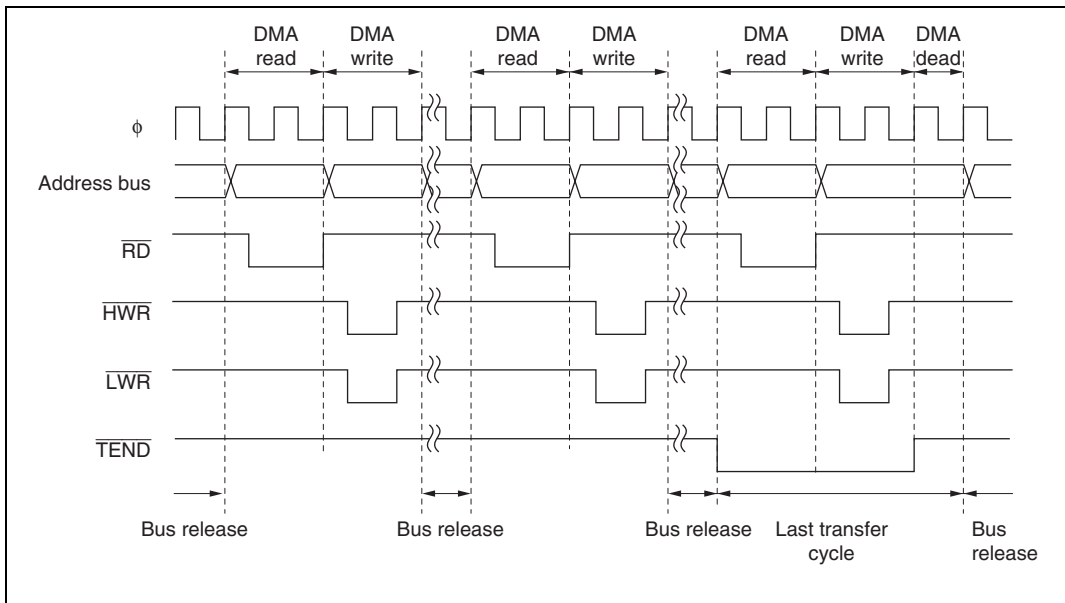 DMA read
DMA write
DMA read
DMA write
DMA read
DMA write
DMA dead
ϕ
Address bus
RD
HWR
LWR
TEND
Bus release
Bus release
Bus release
Last transfer cycle
Bus release